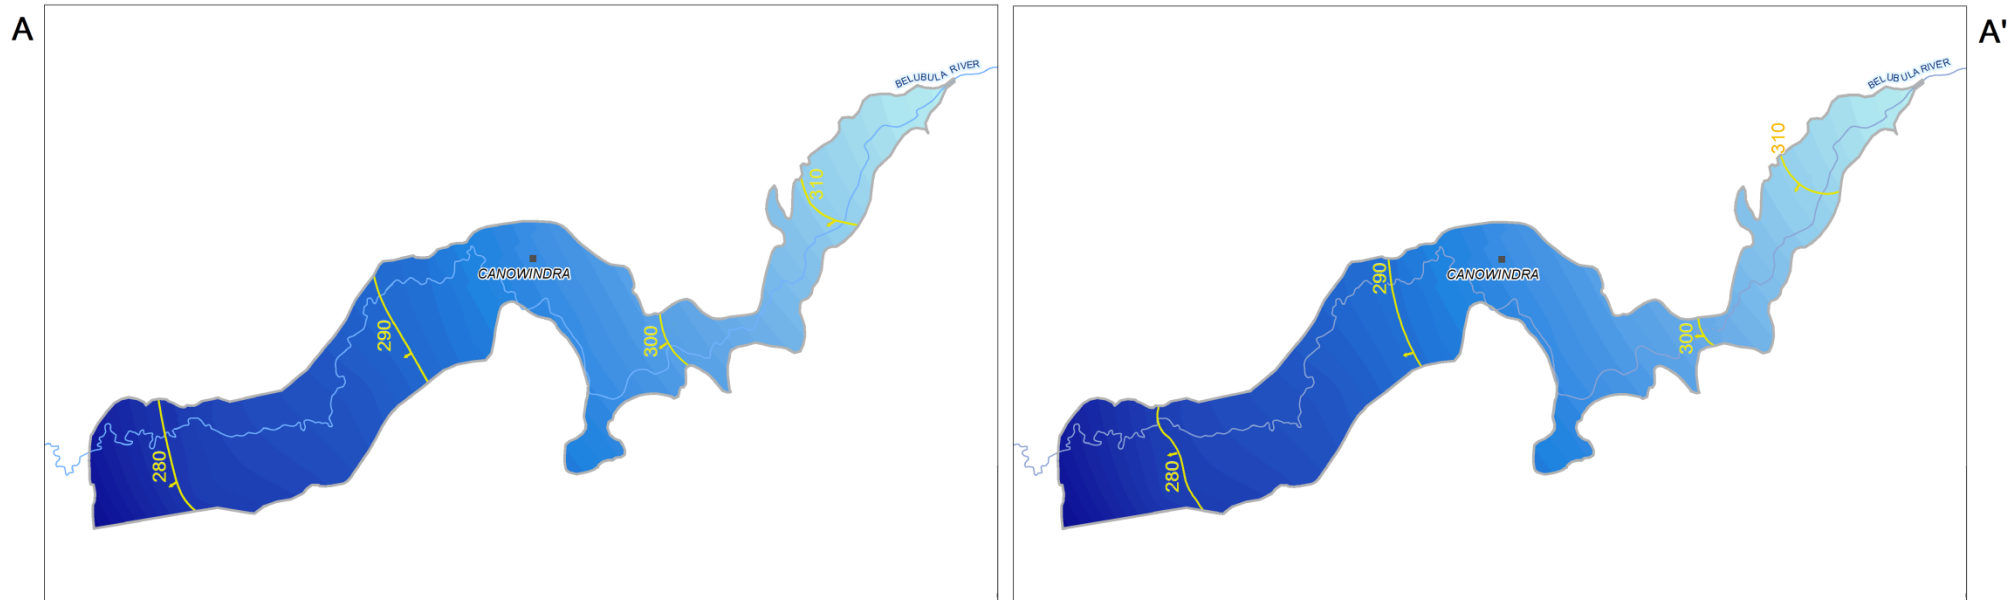 A
BELUBULA RIVER
310
CANOWINDRA
290
300
280
A'
BELUBULA RIVER
310
290
CANOWINDRA
300
280